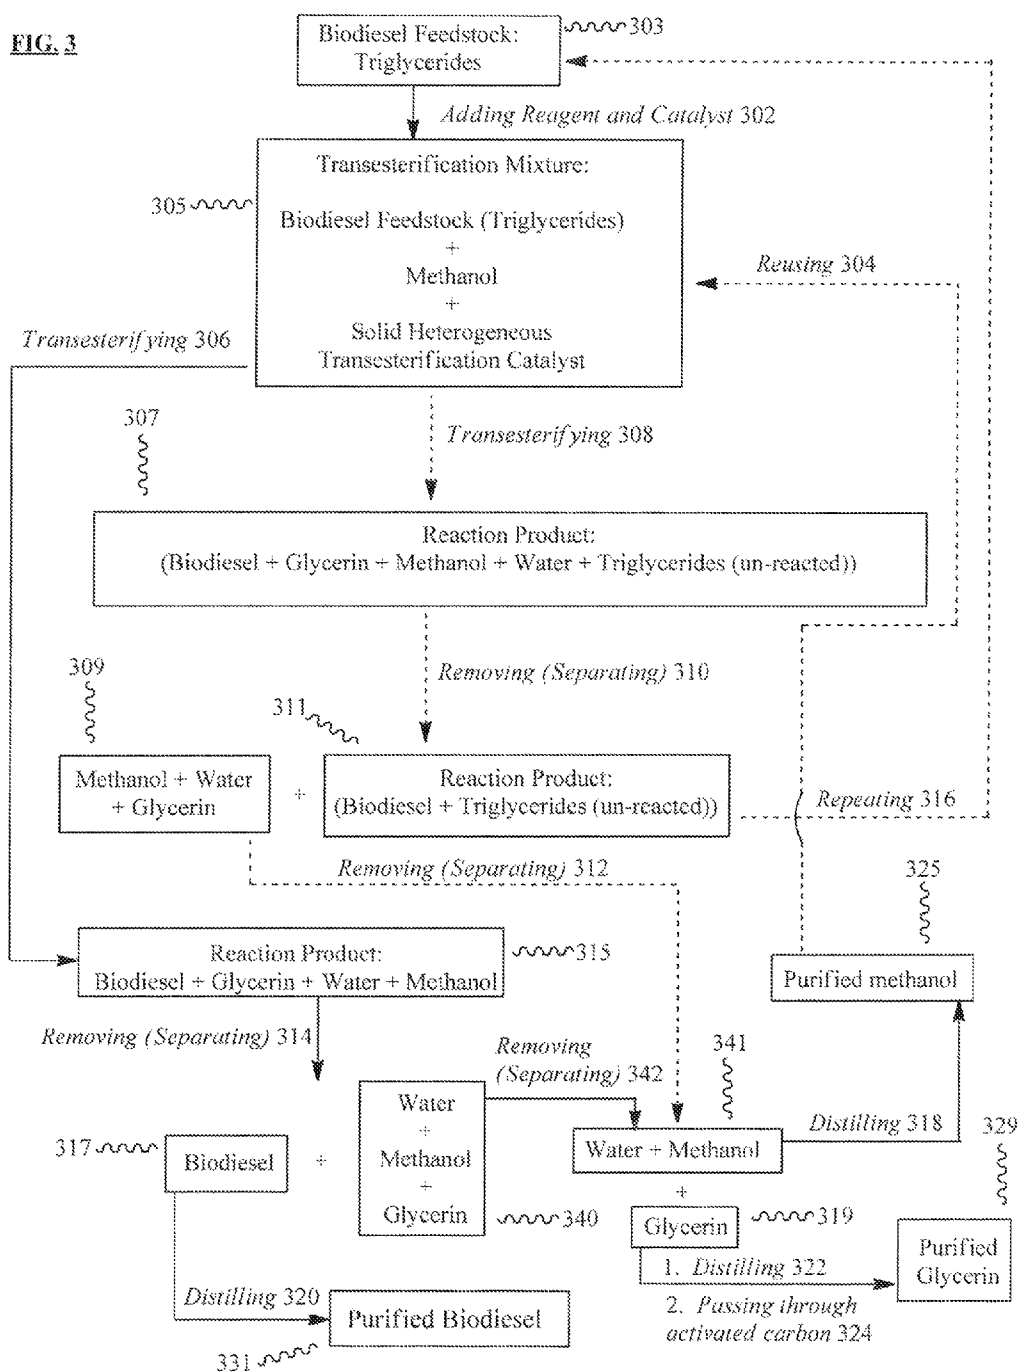 FIG. 3
Biodiesel Feedstock:
Triglycerides
303
Adding Reagent and Catalyst 302
Transesterification Mixture:
305
Biodiesel Feedstock (Triglycerides)
+
Methanol
+
Solid Heterogeneous
Transesterification Catalyst
Reusing 304
Transesterifying 306
307
Transesterifying 308
Reaction Product:
(Biodiesel + Glycerin + Methanol + Water + Triglycerides (un-reacted))
309
Removing (Separating) 310
311
Methanol + Water
+ Glycerin
+
Reaction Product:
(Biodiesel + Triglycerides (un-reacted))
Repeating 316
Removing (Separating) 312
325
Reaction Product:
Biodiesel + Glycerin + Water + Methanol
315
Purified methanol
Removing (Separating) 314
Removing
(Separating) 342
341
Water
+
Methanol
+
Glycerin
340
317
Biodiesel
+
Water + Methanol
Distilling 318
329
+
Glycerin
319
Purified
Glycerin
1. Distilling 322
2. Passing through
activated carbon 324
Distilling 320
Purified Biodiesel
331